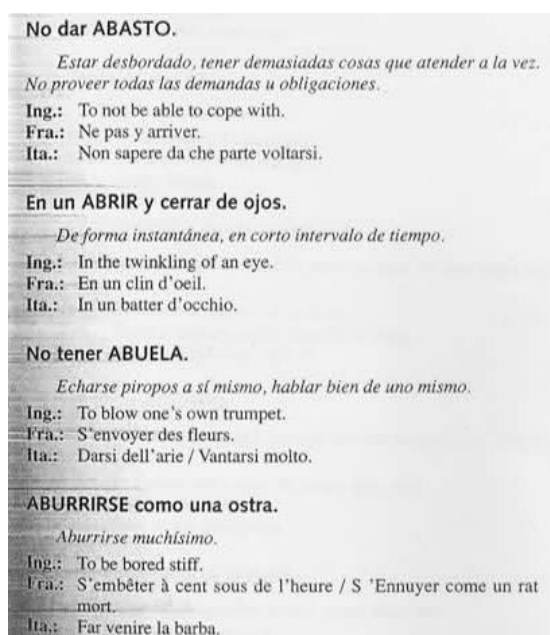 No dar ABASTO.
Estar desbordado, tener demasiadas cosas que atender a la vez.
No proveer todas las demandas u obligaciones.
Ing.: To not be able to cope with.
Fra.: Ne pas y arriver.
Ita.: Non sapere da che parte voltarsi.
En un ABRIR y cerrar de ojos.
De forma instantánea, en corto intervalo de tiempo.
Ing.: In the twinkling of an eye.
Fra.: En un clin d'oeil.
Ita.: In un batter d'occhio.
No tener ABUELA.
Echarse piropos a sí mismo, hablar bien de uno mismo.
Ing.: To blow one's own trumpet.
Fra.: S'envoyer des fleurs.
Ita.: Darsi dell'arie / Vantarsi molto.
ABURRIRSE como una ostra.
Aburrirse muchísimo.
Ing.: To be bored stiff.
Fra.: S'embêter à cent sous de l'heure / S 'Ennuyer come un rat
mort.
Ita.: Far venire la barba.